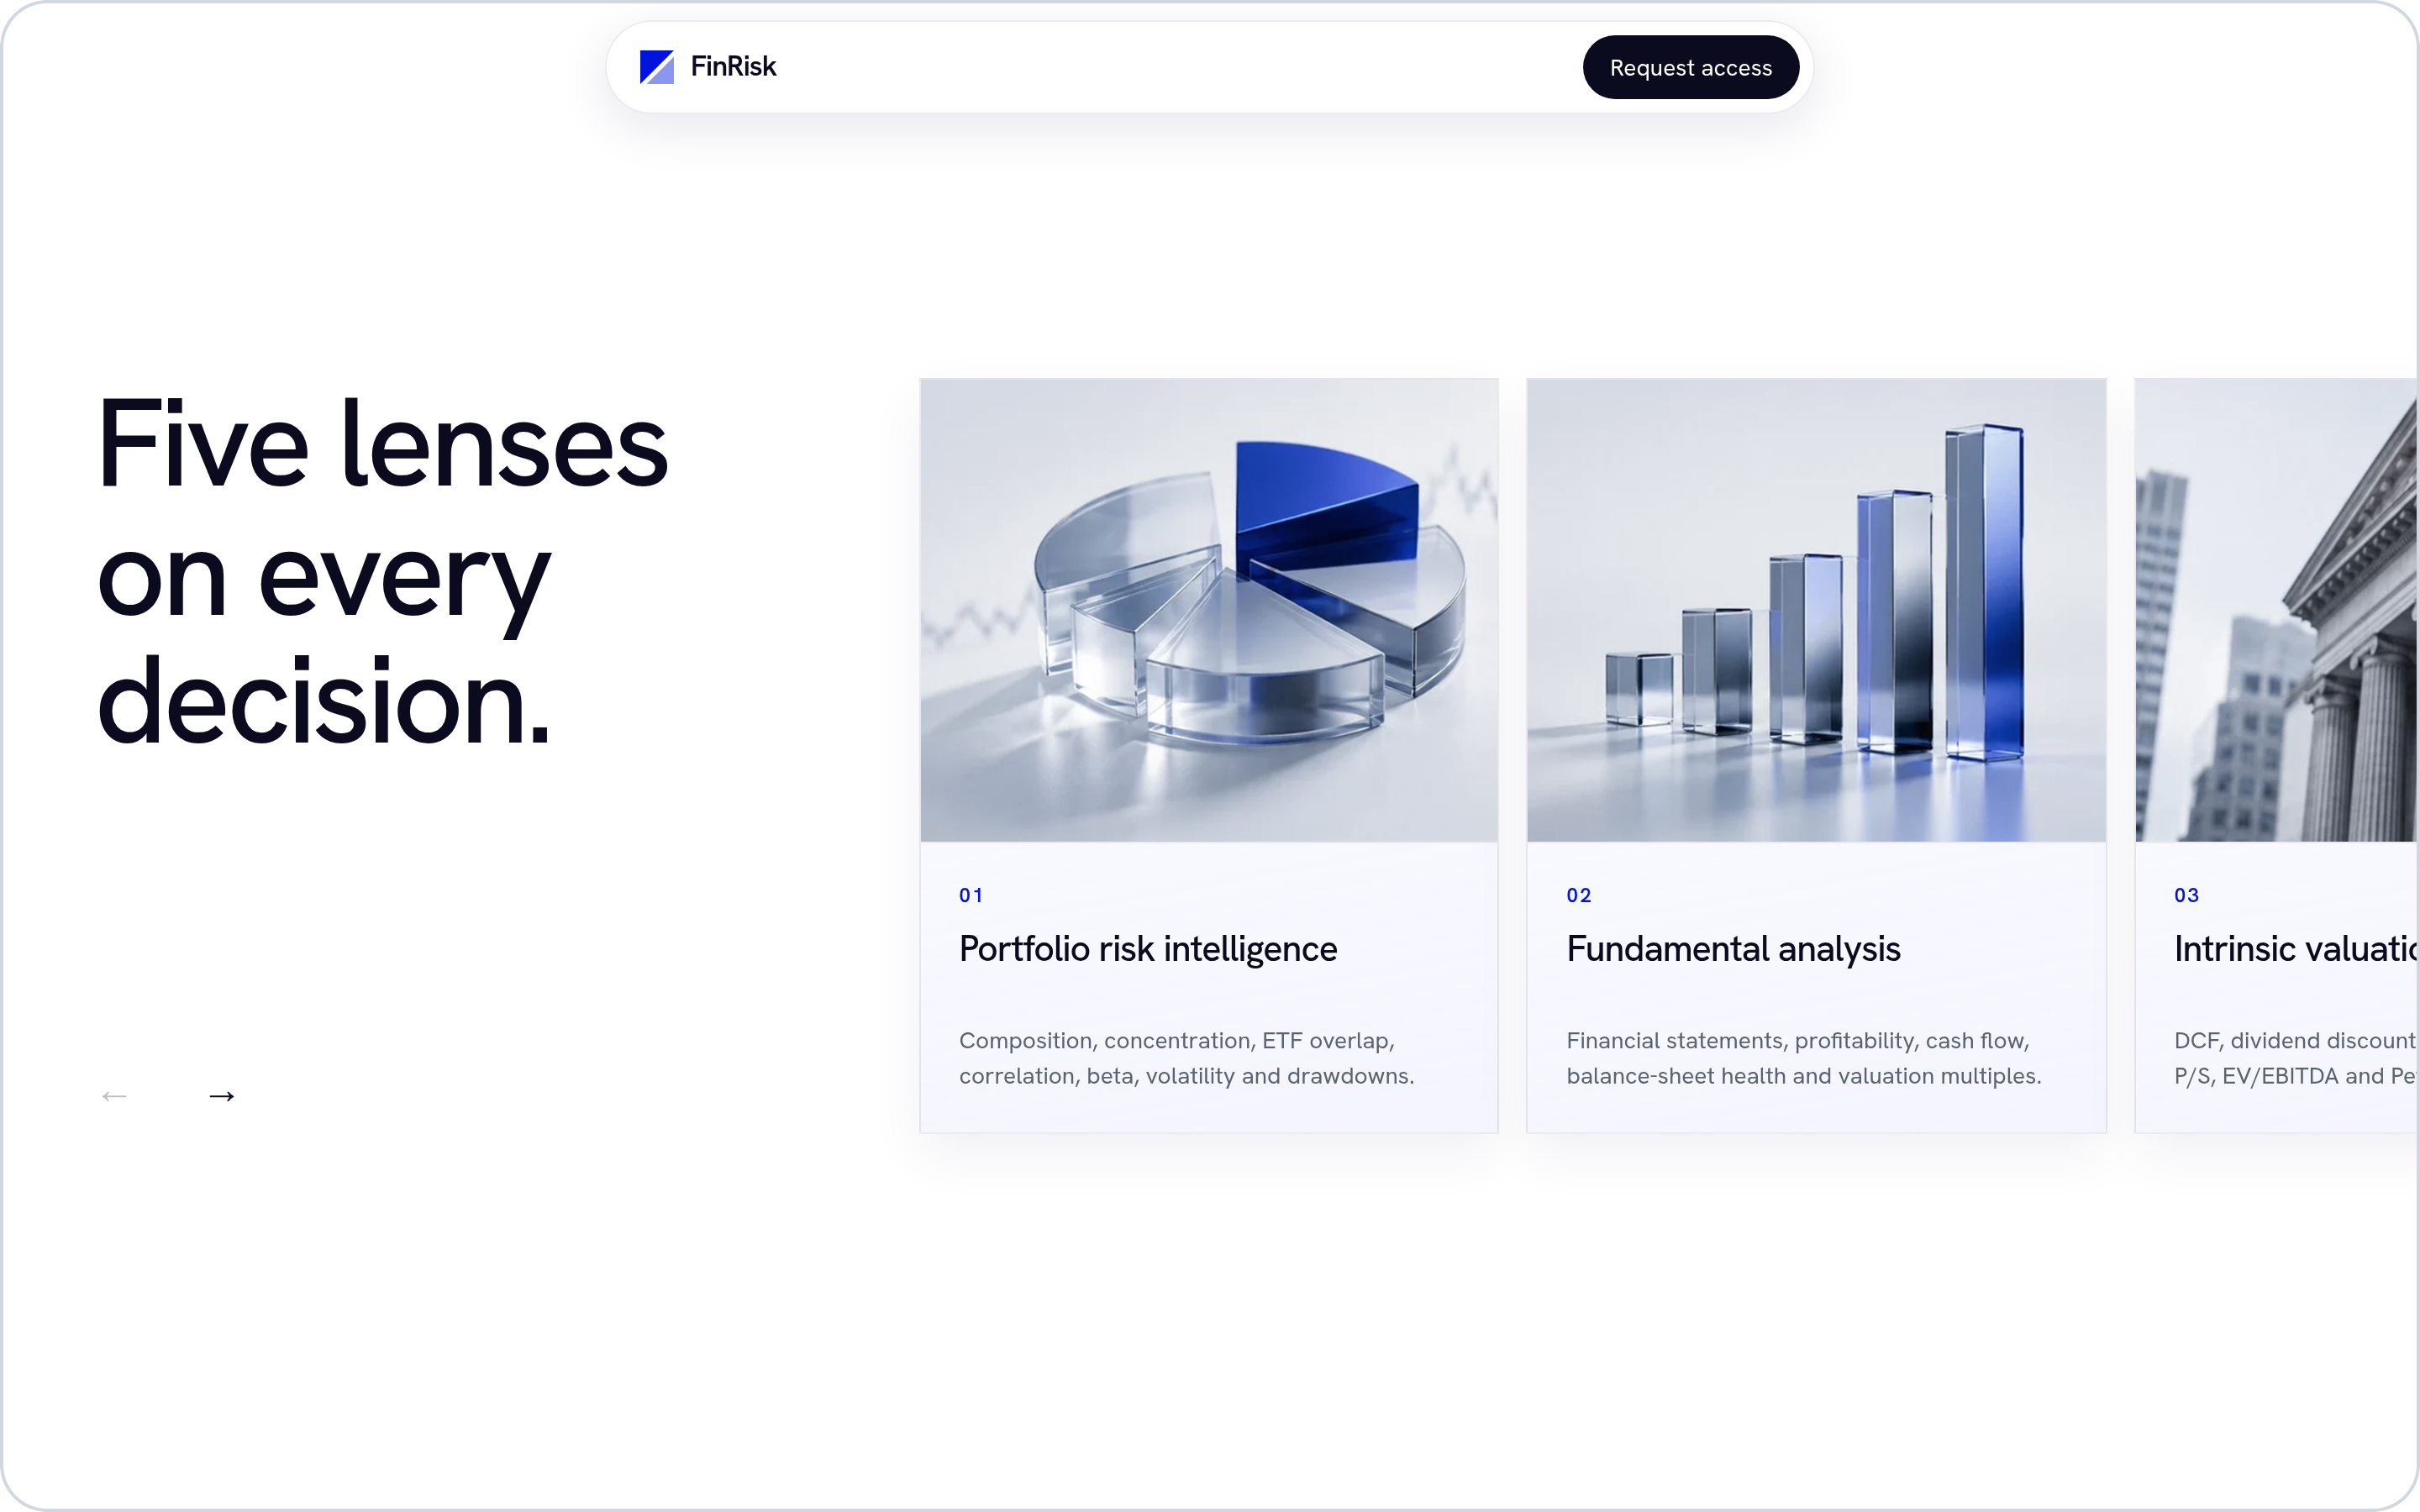 FinRisk
Request access
Five lenses
on every
decision.
← →
01
Portfolio risk intelligence
Composition, concentration, ETF overlap,
correlation, beta, volatility and drawdowns.
02
Fundamental analysis
Financial statements, profitability, cash flow,
balance-sheet health and valuation multiples.
03
Intrinsic
DCF, dividend discount
P/S, EV/EBITDA and